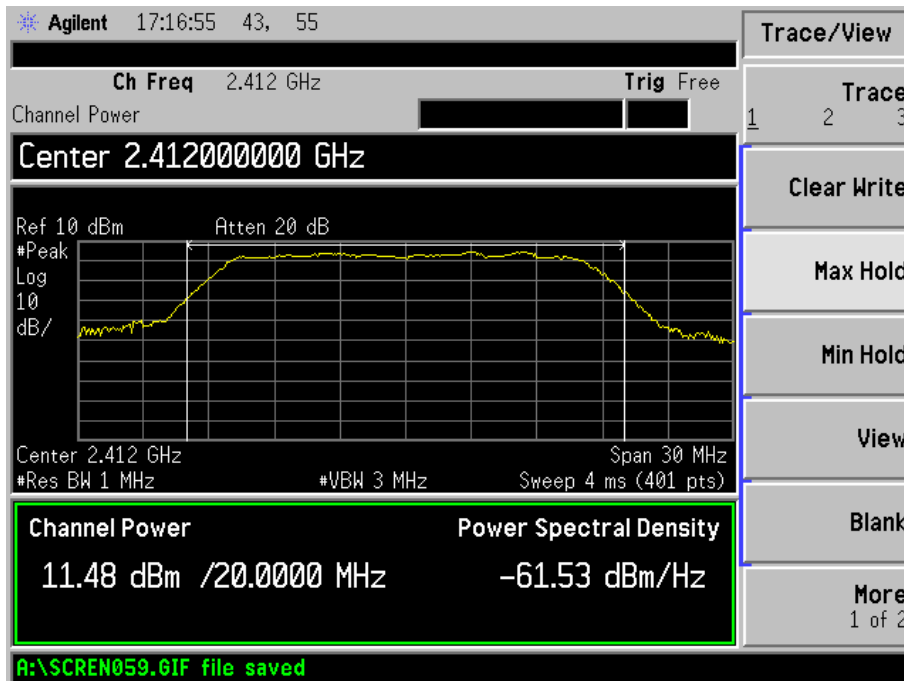 Agilent 17:16:55 43, 55
Trace/View
Ch Freq 2.412 GHz Trig Free
Channel Power
Trace
1 2 3
Center 2.412000000 GHz
Clear Write
Ref 10 dBm Atten 20 dB
#Peak
Log
10
dB/
Max Hold
Min Hold
View
Center 2.412 GHz Span 30 MHz
#Res BW 1 MHz #VBW 3 MHz Sweep 4 ms (401 pts)
Channel Power Power Spectral Density
11.48 dBm /20.0000 MHz -61.53 dBm/Hz
Blank
More
1 of 2
A:\SCREN059.GIF file saved